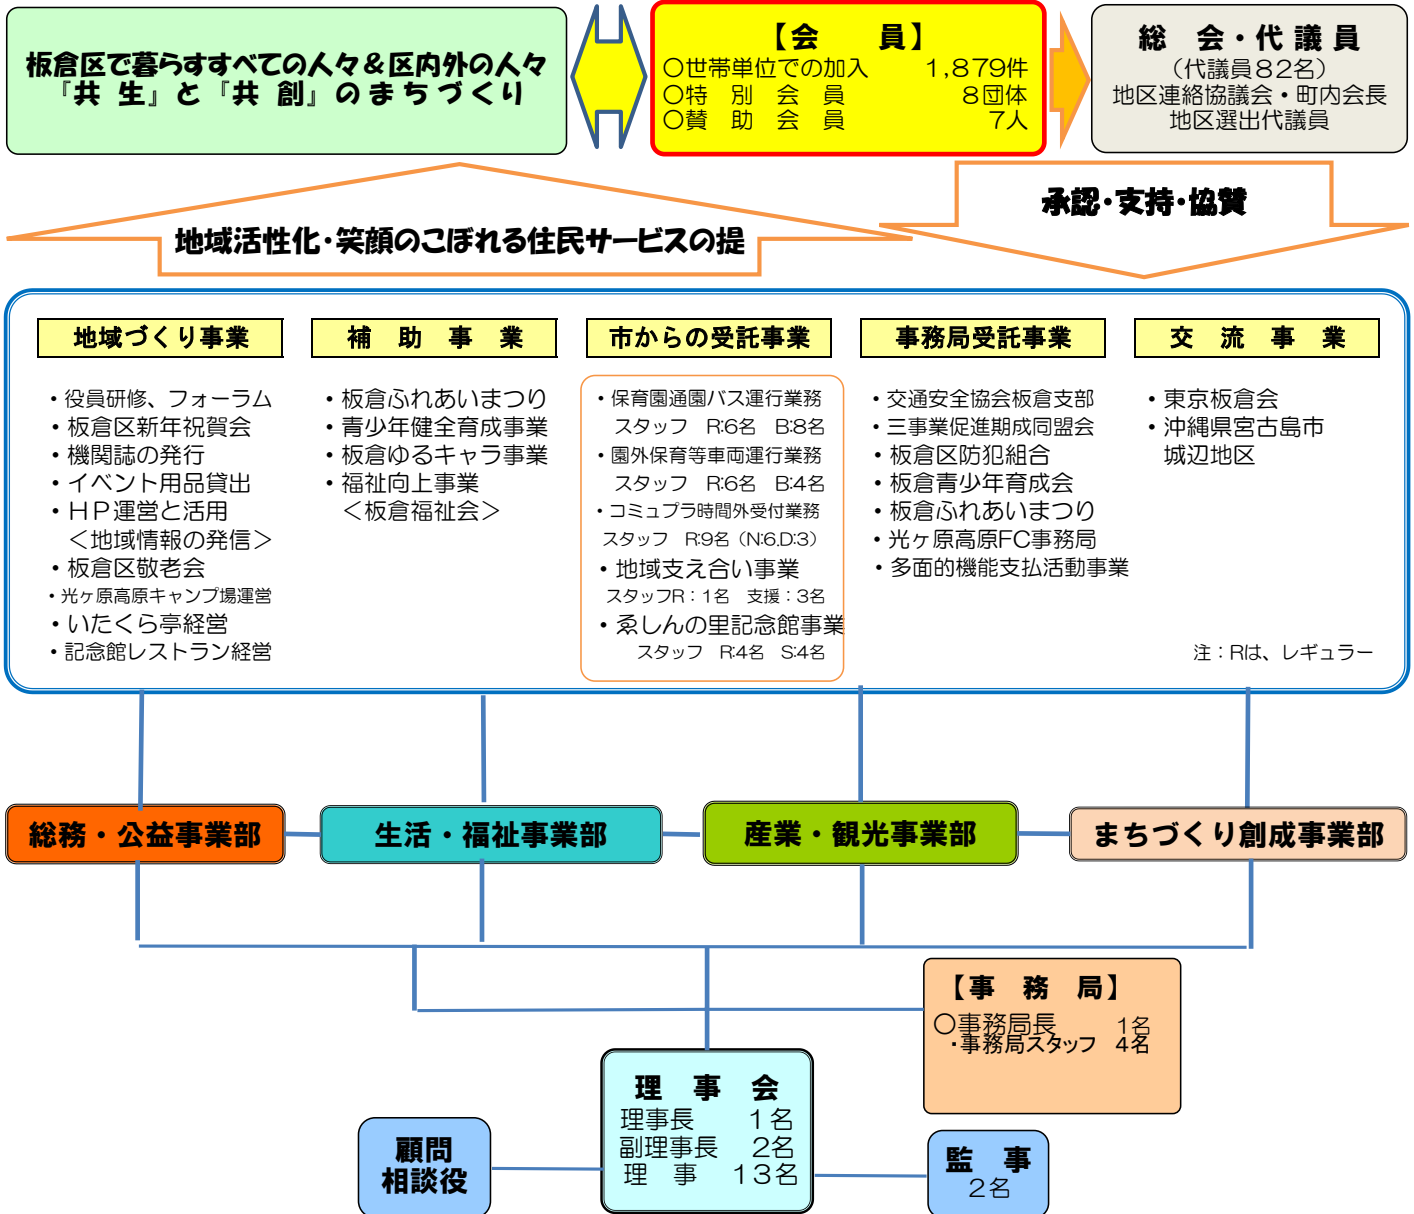 板倉区で暮らすすべての人々＆区内外の人々
『共 生』と『共 創』のまちづくり
【会　　員】
○世帯単位での加入　　1,879件
○特　別　会　員　　　　8団体
○賛　助　会　員　　　　　7人
総　会・代 議 員
（代議員８２名）
地区連絡協議会・町内会長
地区選出代議員
承認・支持・協賛
地域活性化・笑顔のこぼれる住民サービスの提
地域づくり事業
・役員研修、フォーラム
・板倉区新年祝賀会
・機関誌の発行
・イベント用品貸出
・ＨＰ運営と活用
＜地域情報の発信＞
・板倉区敬老会
・光ヶ原高原キャンプ場運営
・いたくら亭経営
・記念館レストラン経営
補　助　事　業
・板倉ふれあいまつり
・青少年健全育成事業
・板倉ゆるキャラ事業
・福祉向上事業
＜板倉福祉会＞
市からの受託事業
・保育園通園バス運行業務
スタッフ　R:6名　B:8名
・園外保育等車両運行業務
スタッフ　R:6名　B:4名
・コミュプラ時間外受付業務
スタッフ　R:9名（N:6.D:3）
・地域支え合い事業
スタッフR：1名　支援：3名
・ゑしんの里記念館事業
スタッフ　R:4名　S:4名
事務局受託事業
・交通安全協会板倉支部
・三事業促進期成同盟会
・板倉区防犯組合
・板倉青少年育成会
・板倉ふれあいまつり
・光ヶ原高原FC事務局
・多面的機能支払活動事業
交　流　事　業
・東京板倉会
・沖縄県宮古島市
城辺地区
注：Rは、レギュラー
総務・公益事業部
生活・福祉事業部
産業・観光事業部
まちづくり創成事業部
【事　務　局】
○事務局長　　　1名
・事務局スタッフ　4名
理　事　会
理事長　　１名
副理事長　２名
理　事　１３名
顧問
相談役
監　事
２名